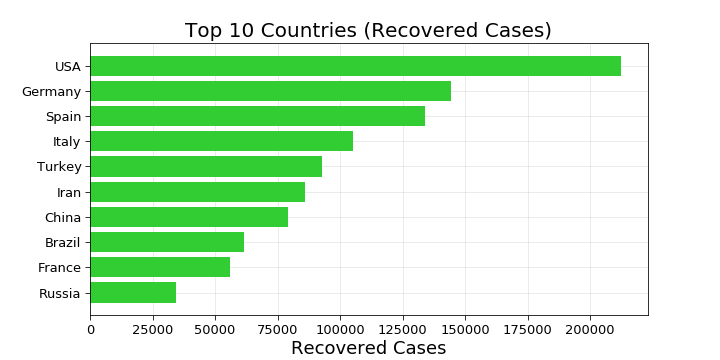 Top 10 Countries (Recovered Cases)
USA
Germany
Spain
Italy
Turkey
Iran
China
Brazil
France
Russia
0 25000 50000 75000 100000 125000 150000 175000 200000
Recovered Cases